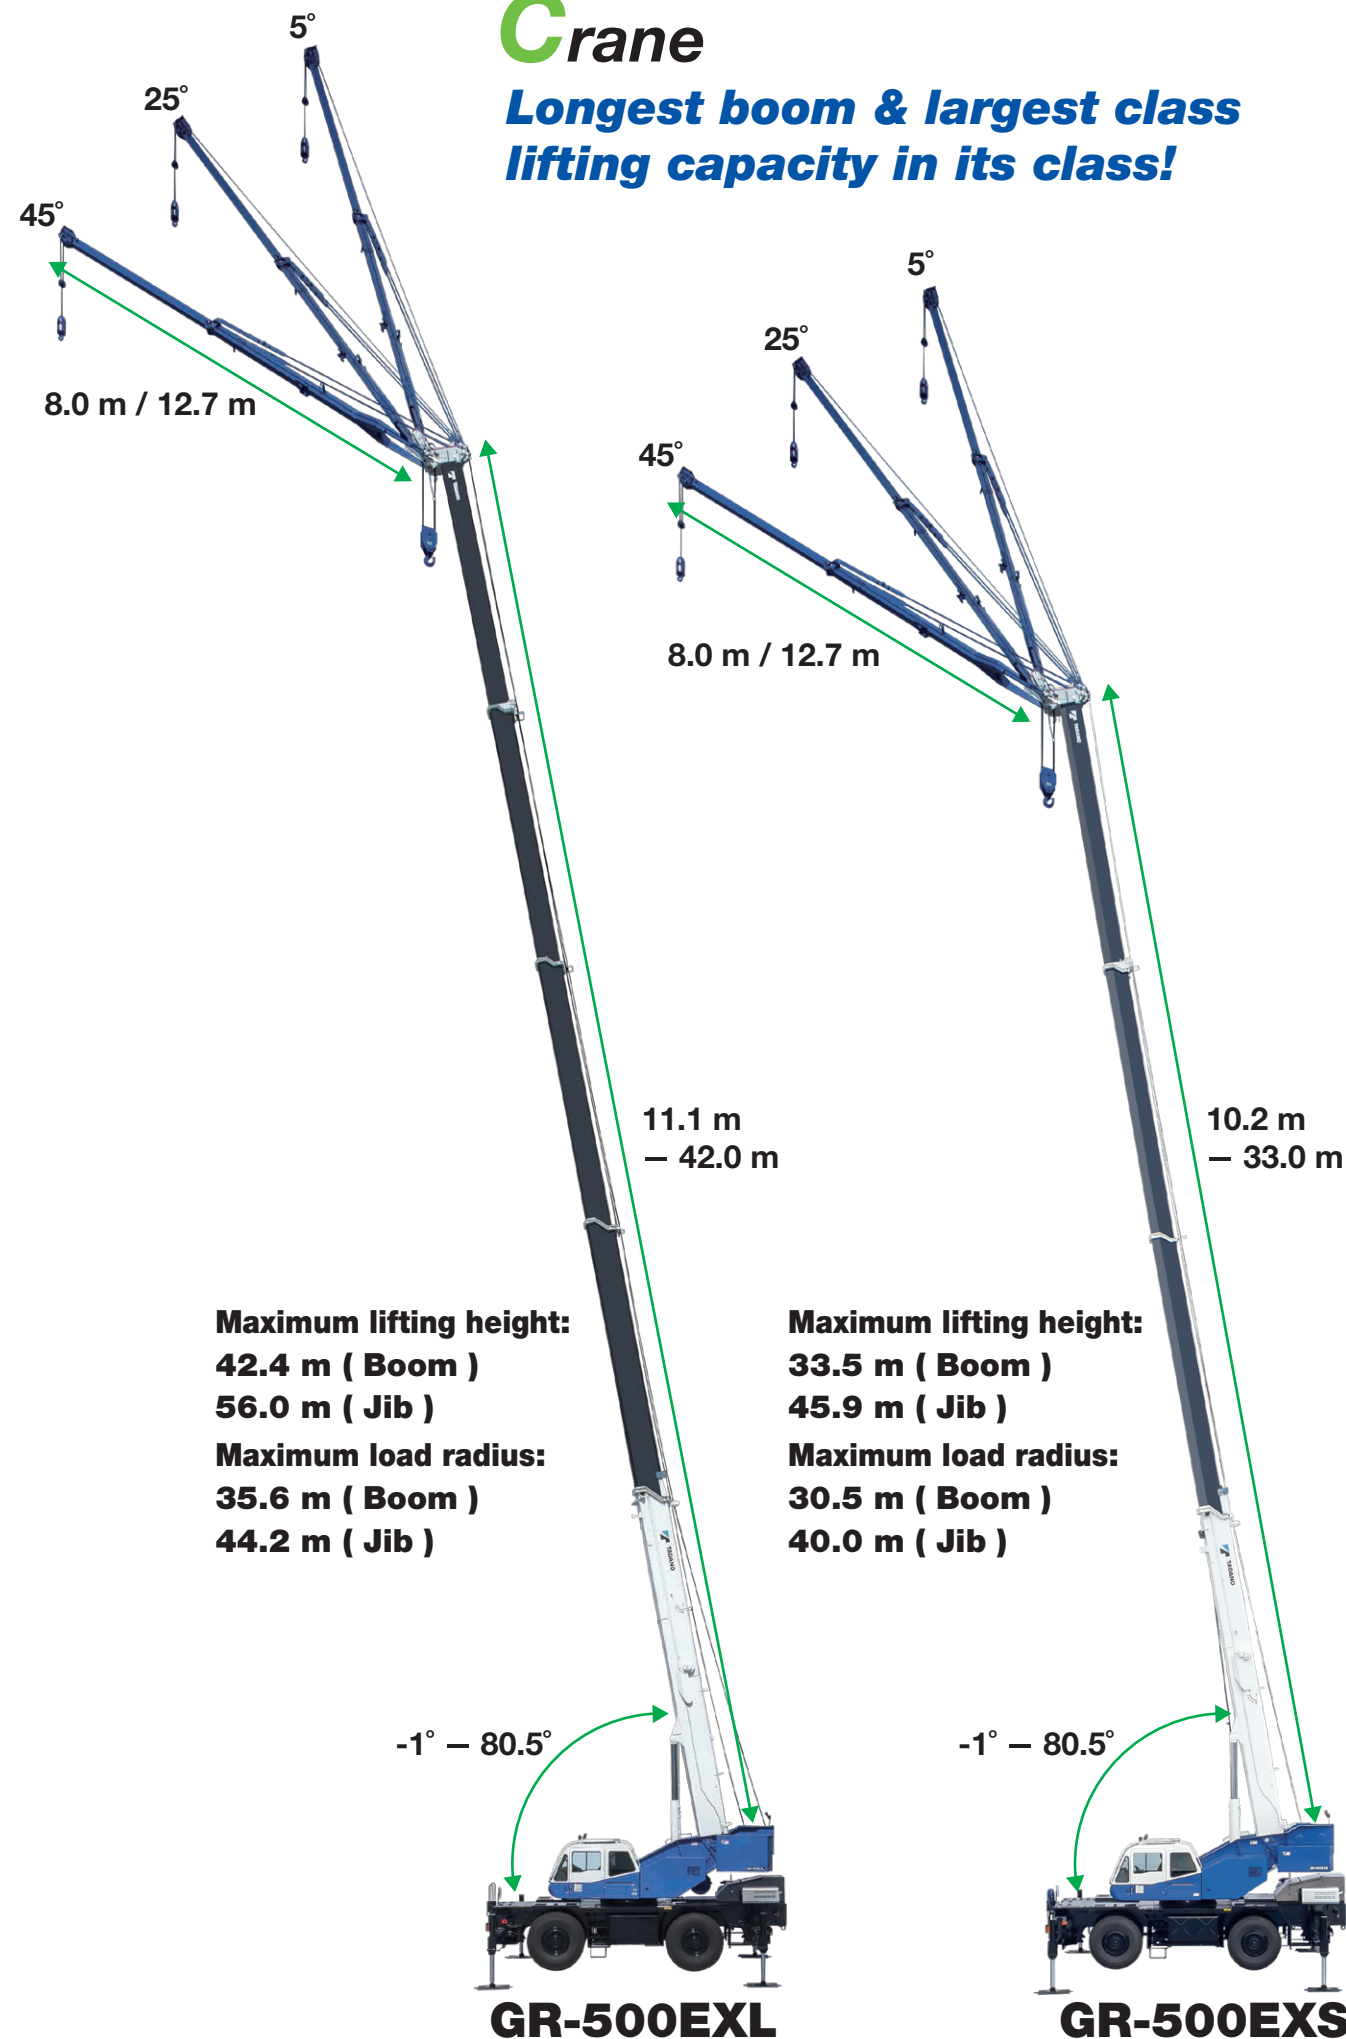 Crane
Longest boom & largest class
lifting capacity in its class!
5°
25°
45°
8.0 m / 12.7 m
11.1 m
– 42.0 m
Maximum lifting height:
42.4 m ( Boom )
56.0 m ( Jib )
Maximum load radius:
35.6 m ( Boom )
44.2 m ( Jib )
TADANO
-1° – 80.5°
GR-500EXL
5°
25°
45°
8.0 m / 12.7 m
10.2 m
– 33.0 m
Maximum lifting height:
33.5 m ( Boom )
45.9 m ( Jib )
Maximum load radius:
30.5 m ( Boom )
40.0 m ( Jib )
TADANO
-1° – 80.5°
GR-500EXS